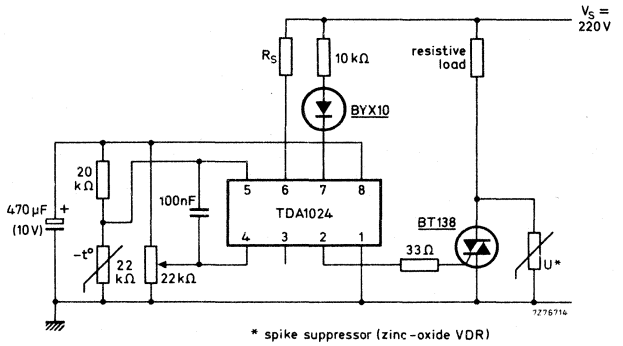 V_S =
220 V
R_S
10 kΩ
resistive
load
BYX10
20
kΩ
100nF
5 6 7 8
TDA1024
4 3 2 1
470 μF +
(10 V)
-t°
22
kΩ
22kΩ
33 Ω
BT138
U*
7Z76714
* spike suppressor (zinc-oxide VDR)